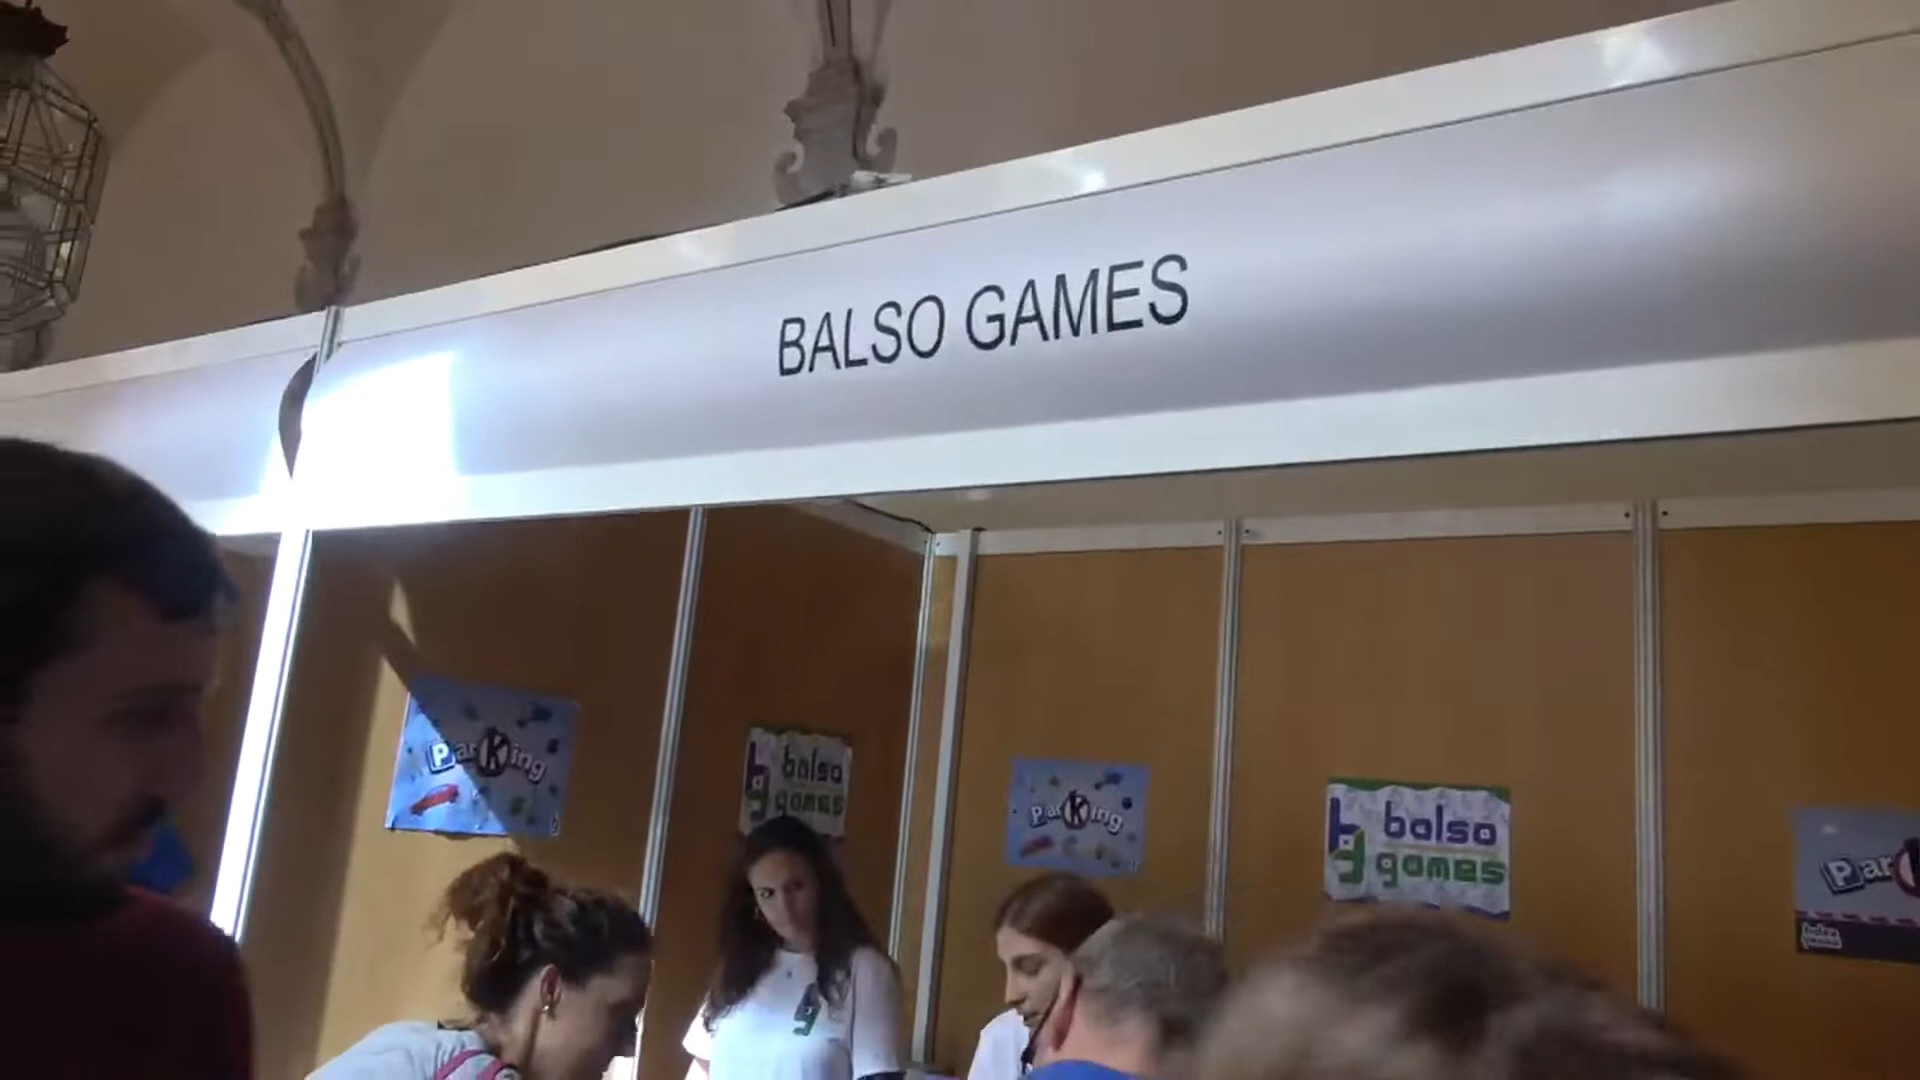 BALSO GAMES
ParKing
balso
games
ParKing
balso
games
Par